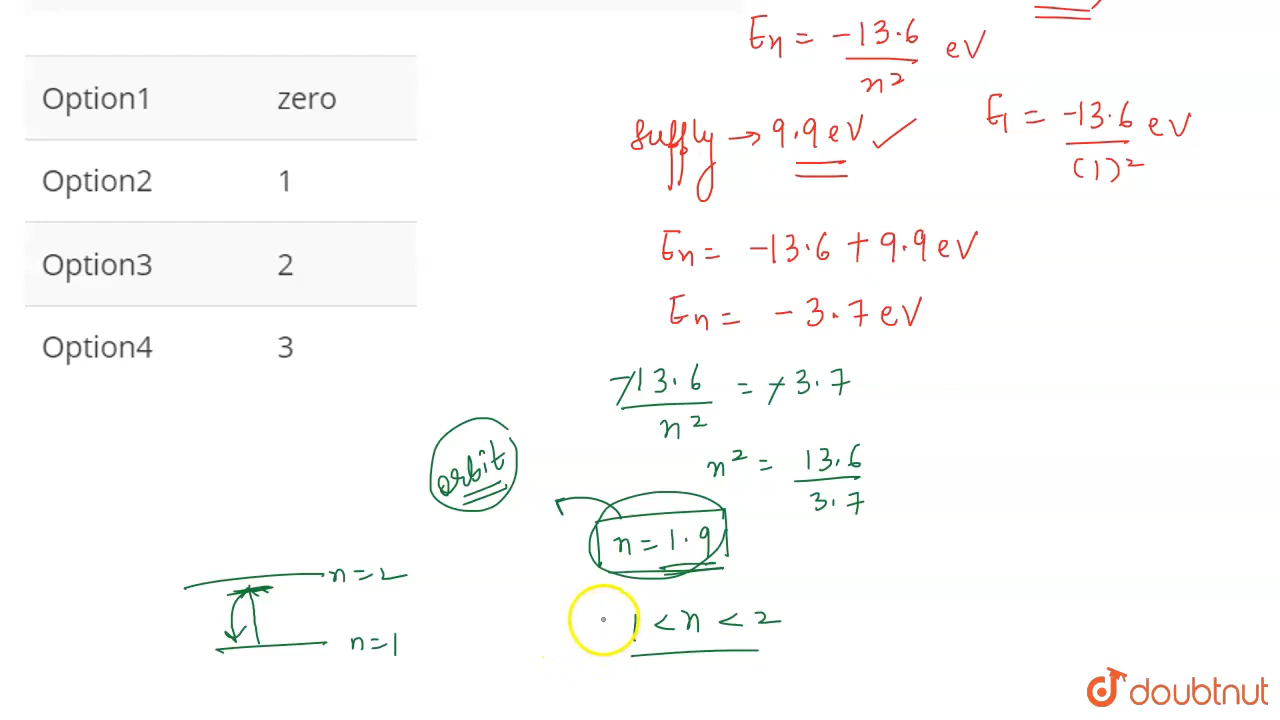 Option1 zero
Option2 1
Option3 2
Option4 3
En = -13.6/n² eV
supply → 9.9 eV ✓
E1 = -13.6/(1)² eV
En = -13.6 + 9.9 eV
En = -3.7 eV
-13.6/n² = -3.7
n² = 13.6/3.7
orbit
n = 1.9
n=2
n=1
1 < n < 2
doubtnut